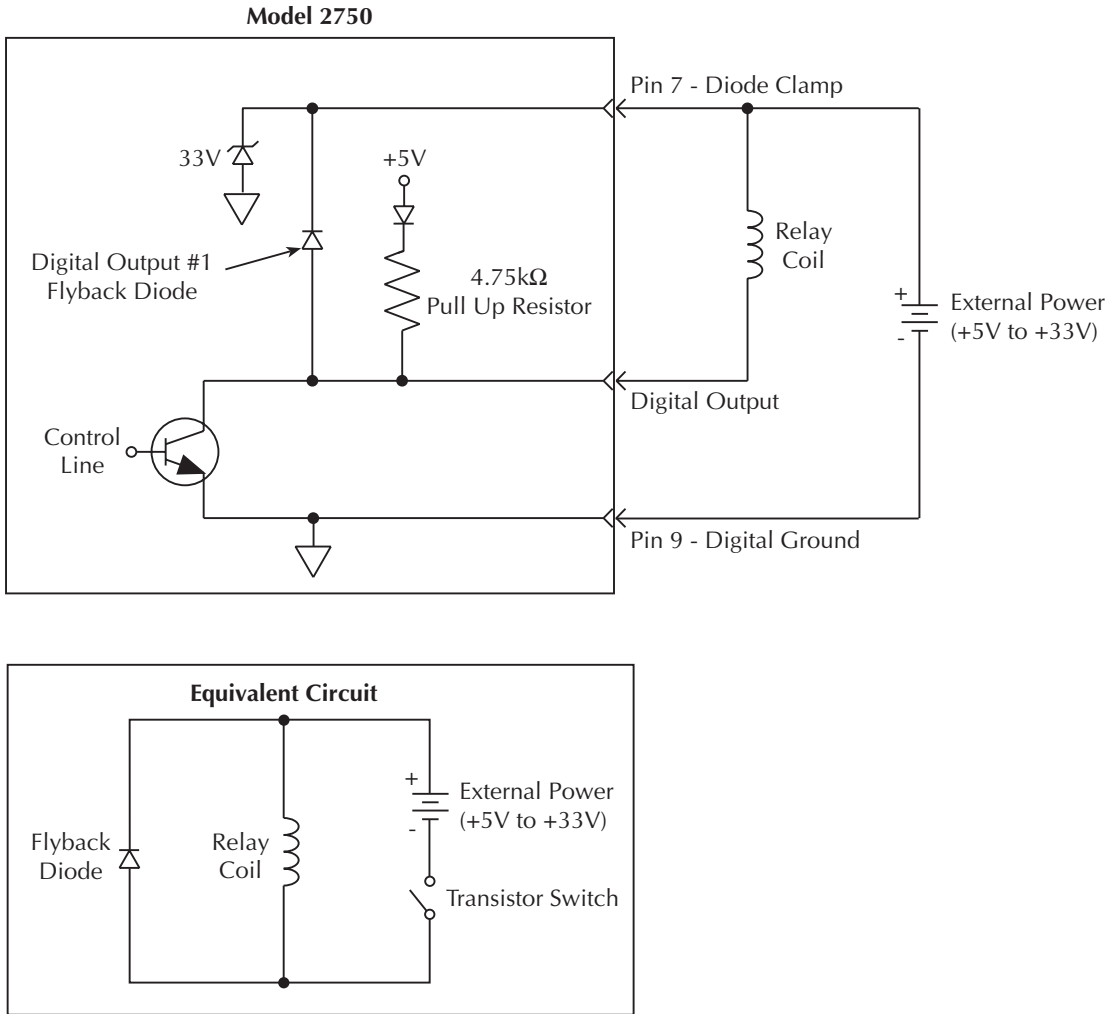 Model 2750
Pin 7 - Diode Clamp
33V
+5V
Digital Output #1
Flyback Diode
4.75kΩ
Pull Up Resistor
Relay
Coil
+
-
External Power
(+5V to +33V)
Digital Output
Control
Line
Pin 9 - Digital Ground
Equivalent Circuit
Flyback
Diode
Relay
Coil
+
-
External Power
(+5V to +33V)
Transistor Switch